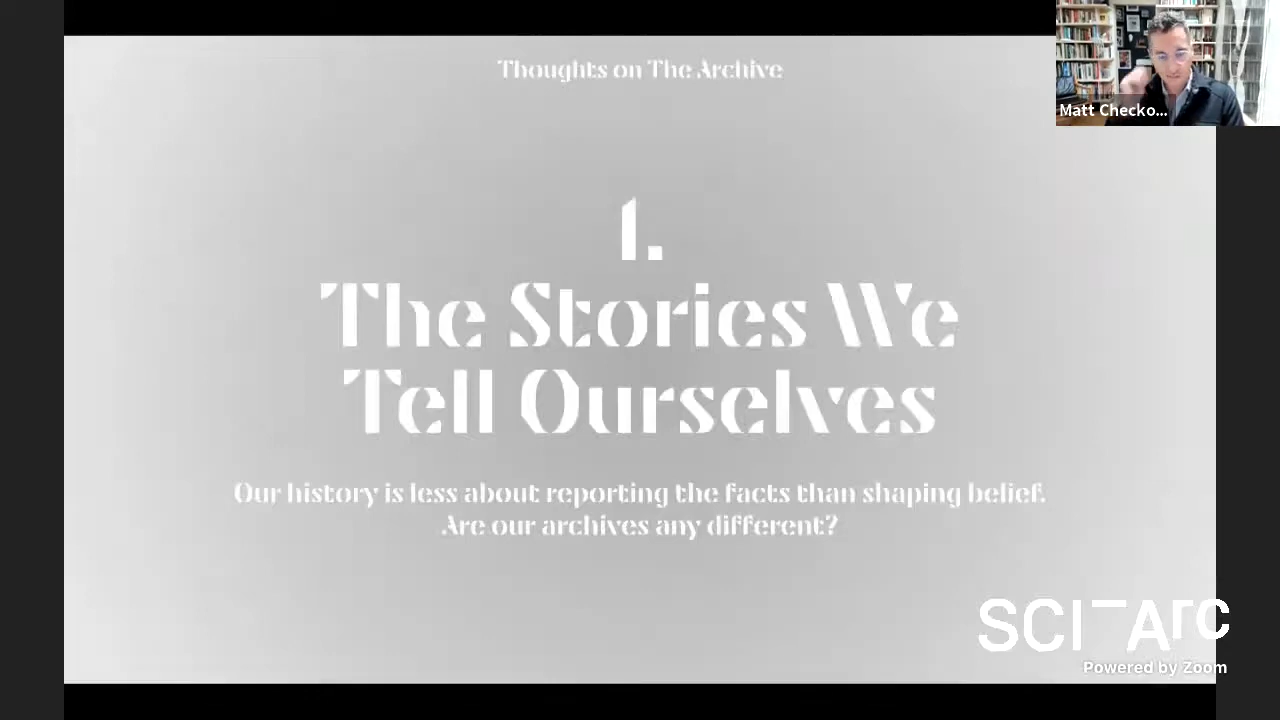 Thoughts on The Archive
Matt Checko...
1.
The Stories We
Tell Ourselves
Our history is less about reporting the facts than shaping belief.
Are our archives any different?
SCI-Arc
Powered by Zoom